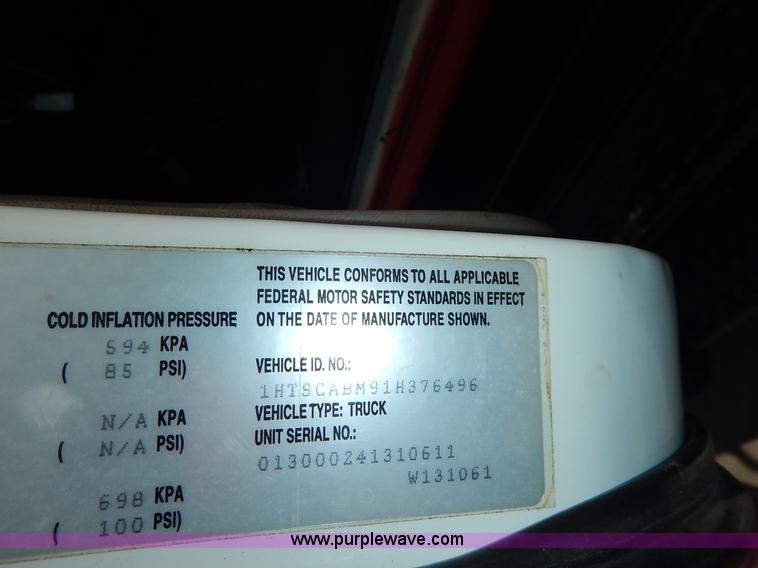 THIS VEHICLE CONFORMS TO ALL APPLICABLE
FEDERAL MOTOR SAFETY STANDARDS IN EFFECT
ON THE DATE OF MANUFACTURE SHOWN.
COLD INFLATION PRESSURE
594 KPA
( 85 PSI)
N/A KPA
( N/A PSI)
698 KPA
( 100 PSI)
VEHICLE ID. NO.:
1HTSCABM91H376496
VEHICLE TYPE: TRUCK
UNIT SERIAL NO.:
013000241310611
W131061
www.purplewave.com